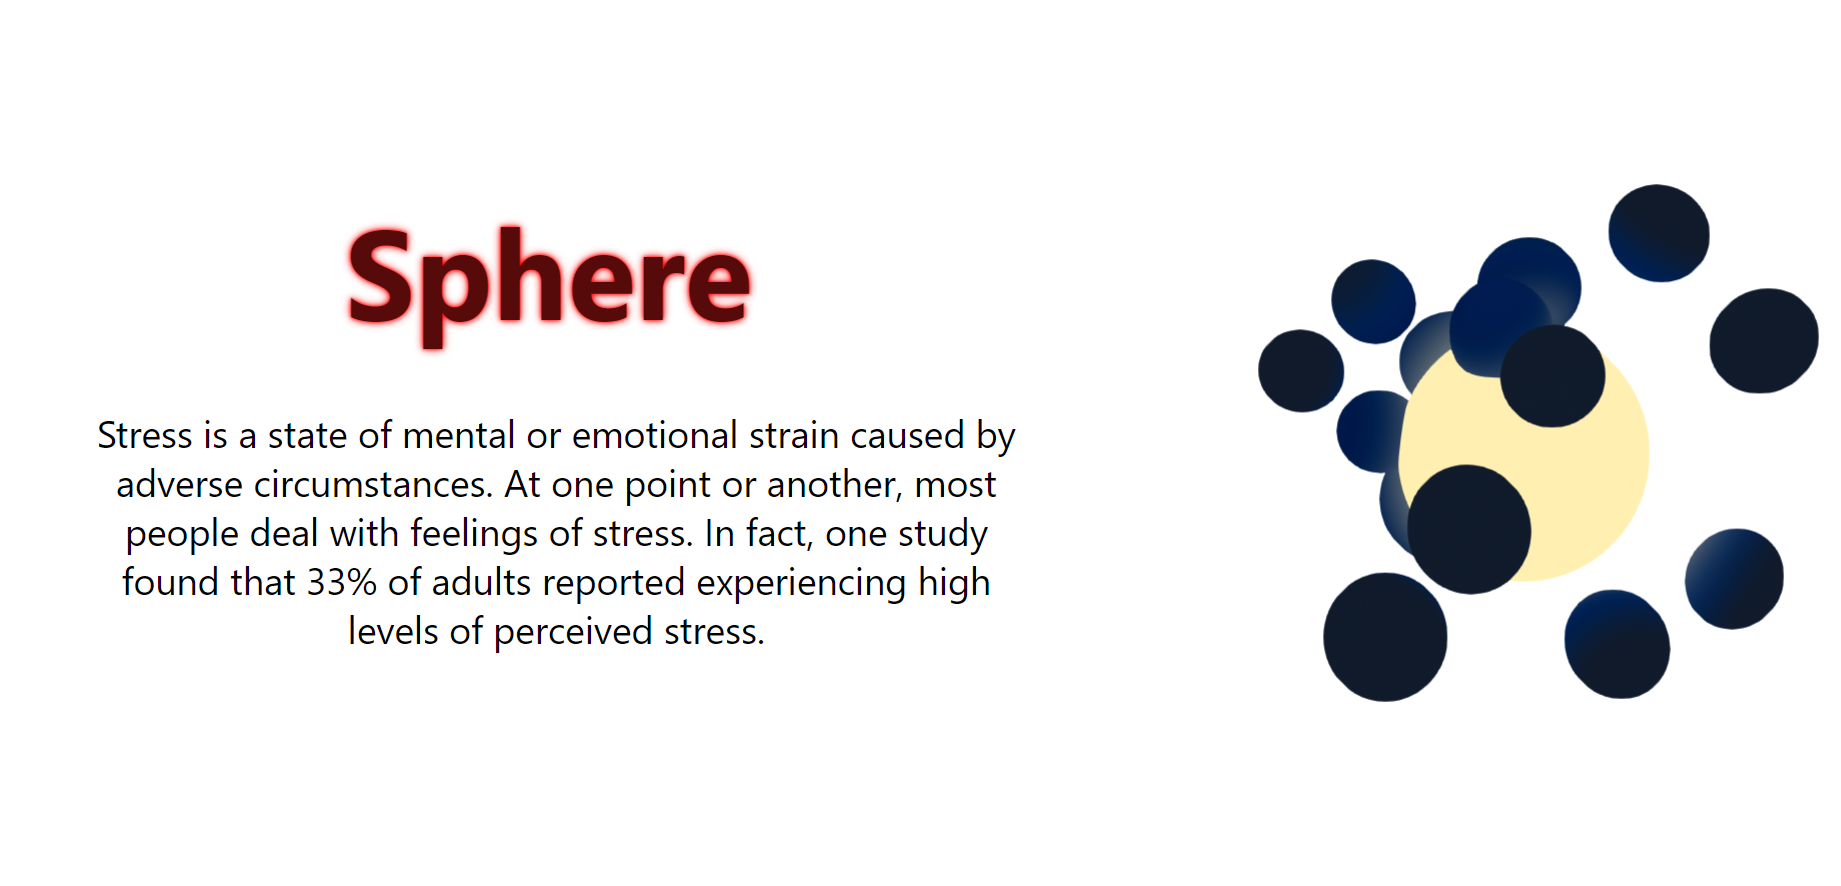 Sphere
Stress is a state of mental or emotional strain caused by
adverse circumstances. At one point or another, most
people deal with feelings of stress. In fact, one study
found that 33% of adults reported experiencing high
levels of perceived stress.